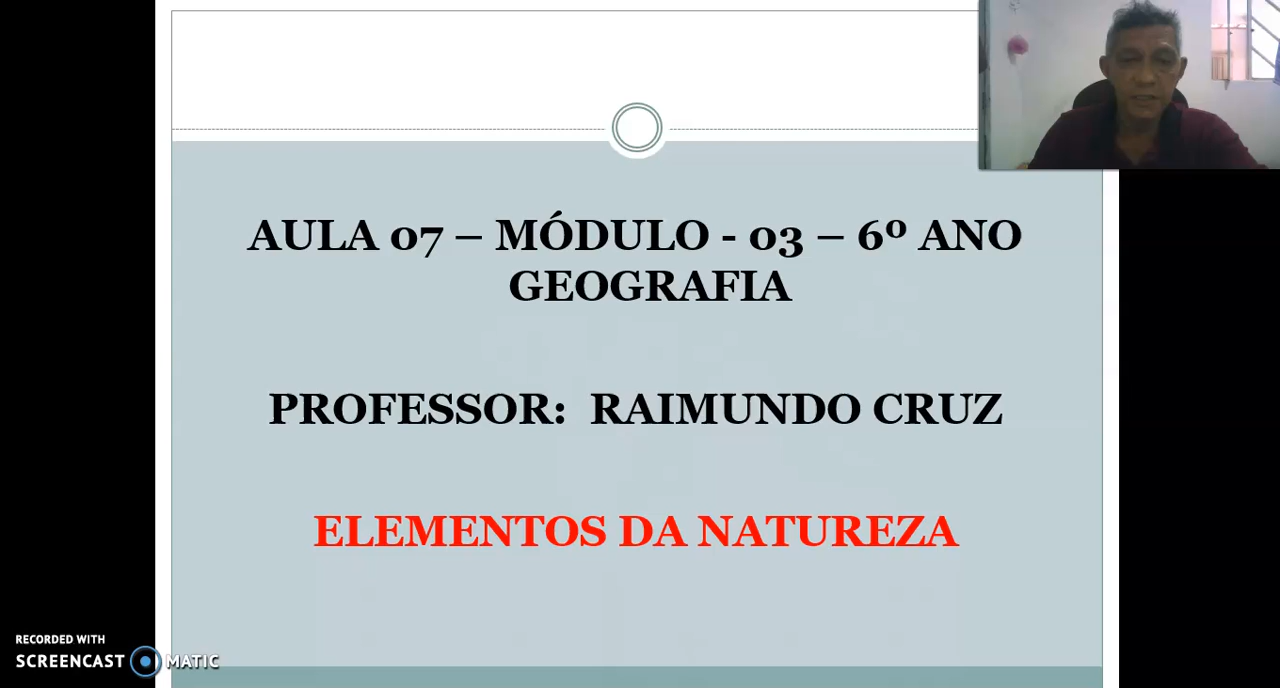 AULA 07 – MÓDULO - 03 – 6º ANO
GEOGRAFIA
PROFESSOR: RAIMUNDO CRUZ
ELEMENTOS DA NATUREZA
RECORDED WITH
SCREENCAST MATIC